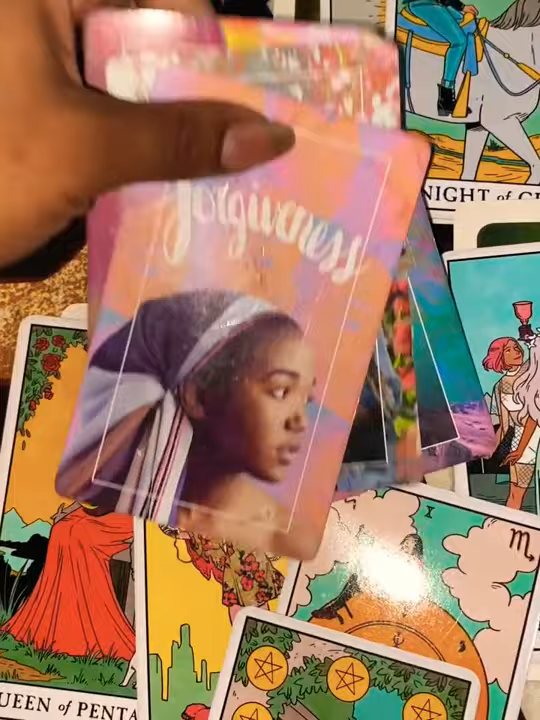 forgiveness
NIGHT of C
I
♏
UEEN of PENTA